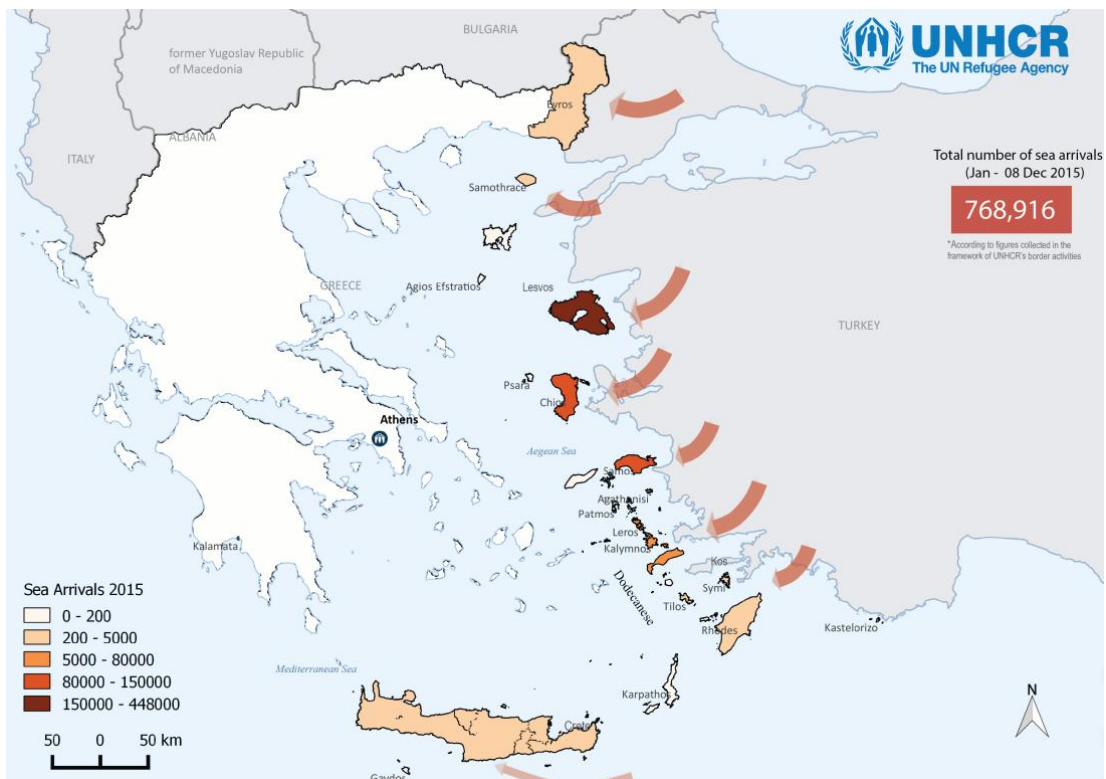 BULGARIA
former Yugoslav Republic
of Macedonia
UNHCR
The UN Refugee Agency
Evros
ALBANIA
ITALY
Total number of sea arrivals
(Jan - 08 Dec 2015)
768,916
*According to figures collected in the
framework of UNHCR's border activities
Samothrace
GREECE
Agios Efstratios
Lesvos
TURKEY
Psara
Chios
Athens
Aegean Sea
Samos
Agathonisi
Patmos
Leros
Kalymnos
Kalamata
Kos
Symi
Dodecanese
Tilos
Rhodes
Kastelorizo
Sea Arrivals 2015
0 - 200
200 - 5000
5000 - 80000
80000 - 150000
150000 - 448000
Mediterranean Sea
Karpathos
N
Crete
50 0 50 km
Gavdos